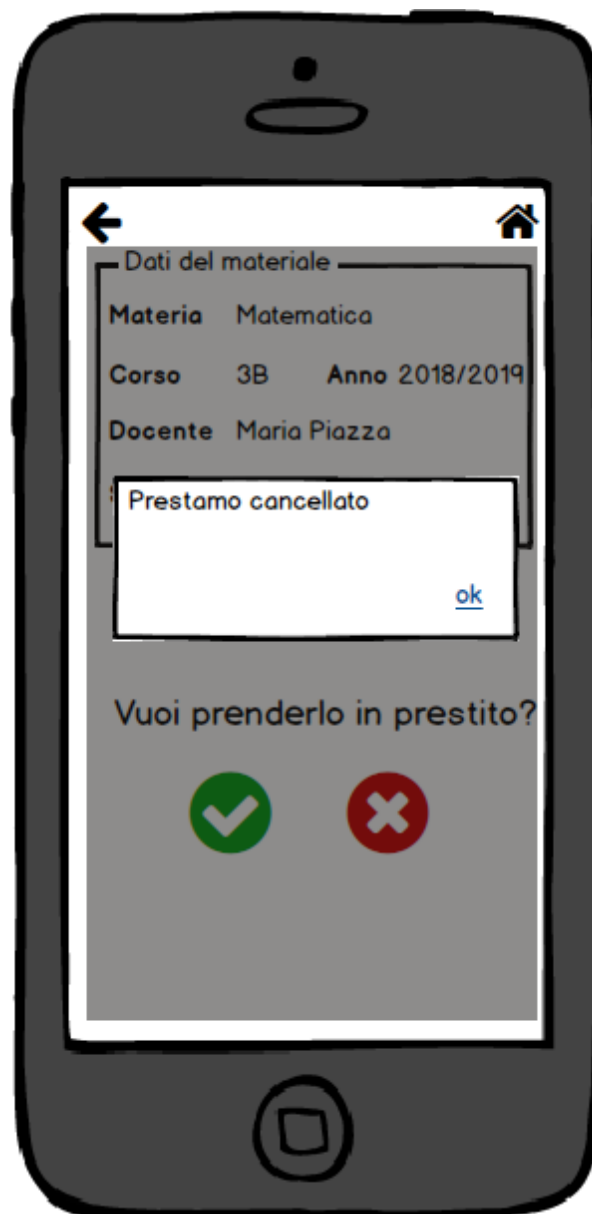 Dati del materiale
Materia Matematica
Corso 3B Anno 2018/2019
Docente Maria Piazza
Prestamo cancellato
ok
Vuoi prenderlo in prestito?